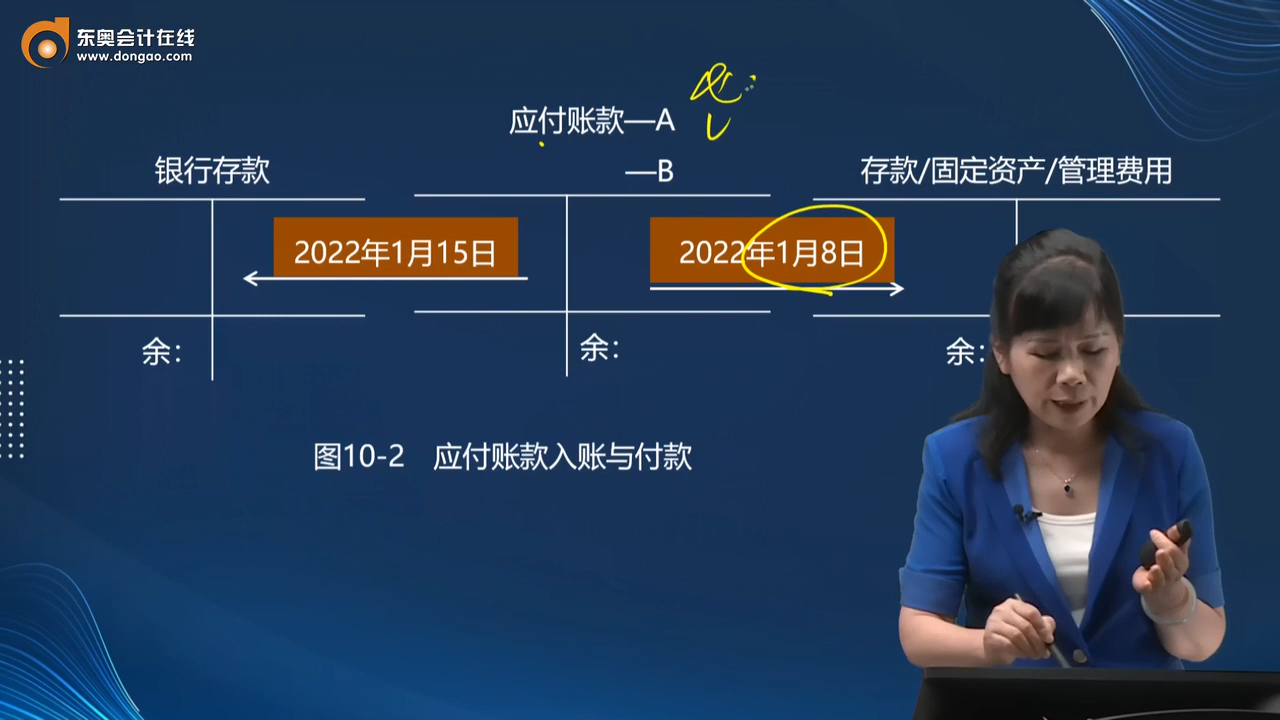 东奥会计在线
www.dongao.com
应付账款—A
—B
银行存款
存款/固定资产/管理费用
2022年1月15日
2022年1月8日
余：
余：
余：
图10-2 应付账款入账与付款